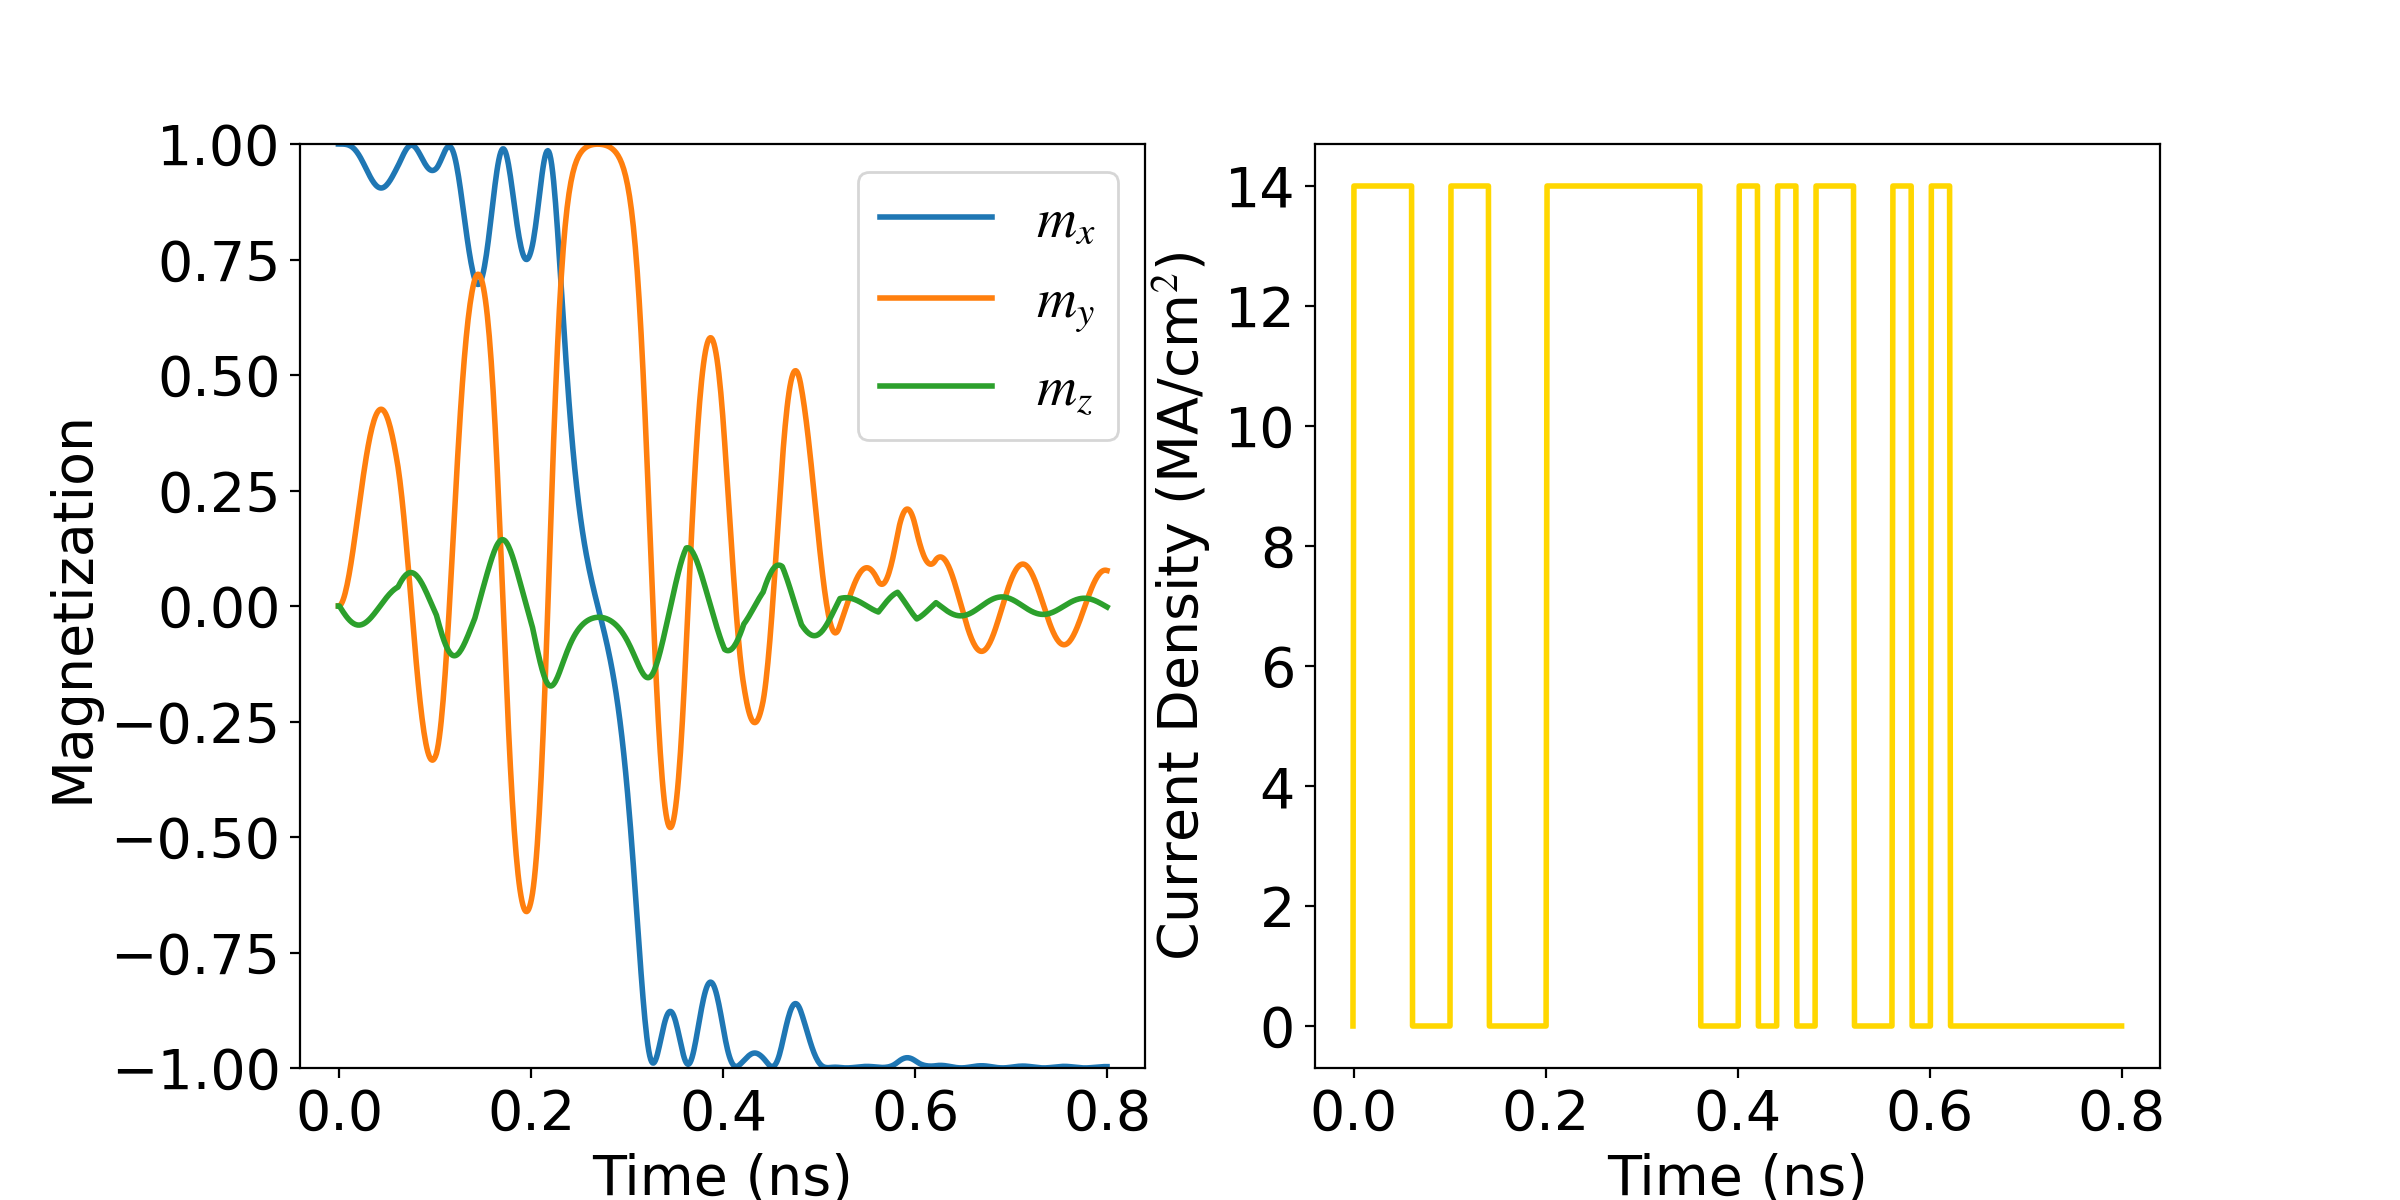 Magnetization
1.00
0.75
0.50
0.25
0.00
−0.25
−0.50
−0.75
−1.00
0.0 0.2 0.4 0.6 0.8
Time (ns)
m_x
m_y
m_z
Current Density (MA/cm²)
14
12
10
8
6
4
2
0
0.0 0.2 0.4 0.6 0.8
Time (ns)